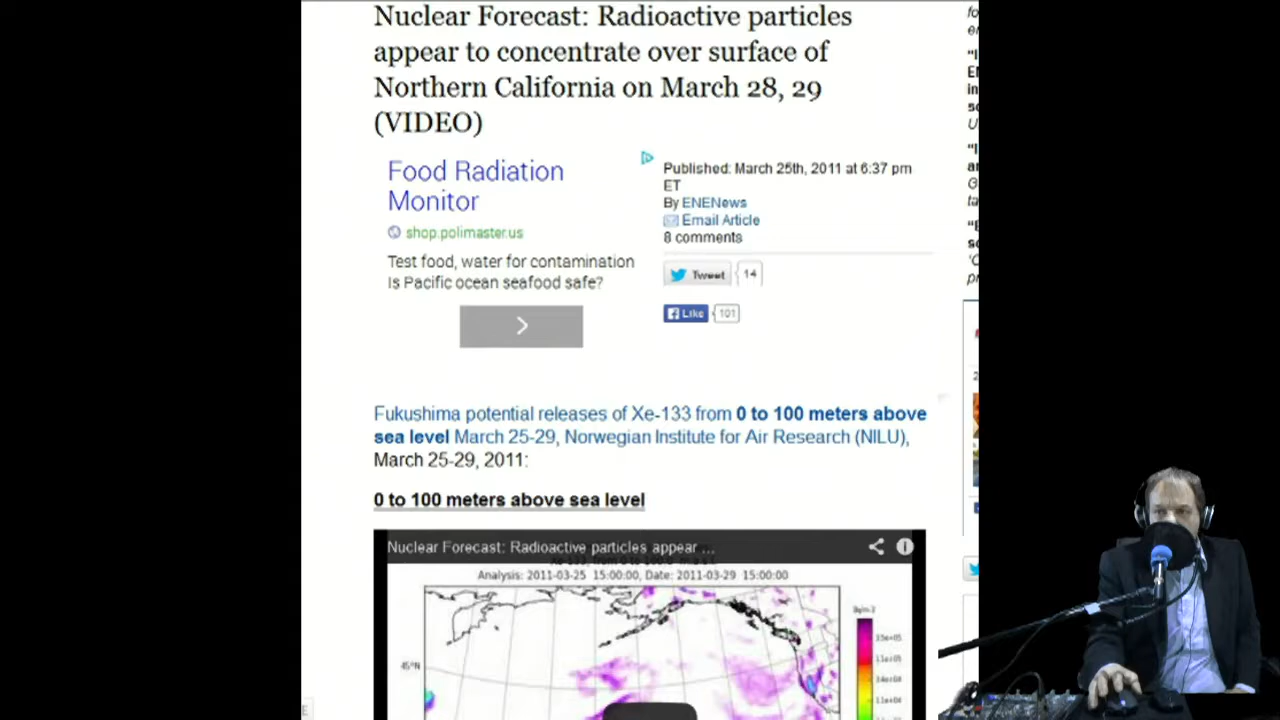 Nuclear Forecast: Radioactive particles
appear to concentrate over surface of
Northern California on March 28, 29
(VIDEO)
Food Radiation
Monitor
shop.polimaster.us
Test food, water for contamination
Is Pacific ocean seafood safe?
Published: March 25th, 2011 at 6:37 pm
ET
By ENENews
Email Article
8 comments
Tweet 14
Like 101
Fukushima potential releases of Xe-133 from 0 to 100 meters above
sea level March 25-29, Norwegian Institute for Air Research (NILU),
March 25-29, 2011:
0 to 100 meters above sea level
Nuclear Forecast: Radioactive particles appear ...
Analysis: 2011-03-25 15:00:00, Date: 2011-03-29 15:00:00
45°N